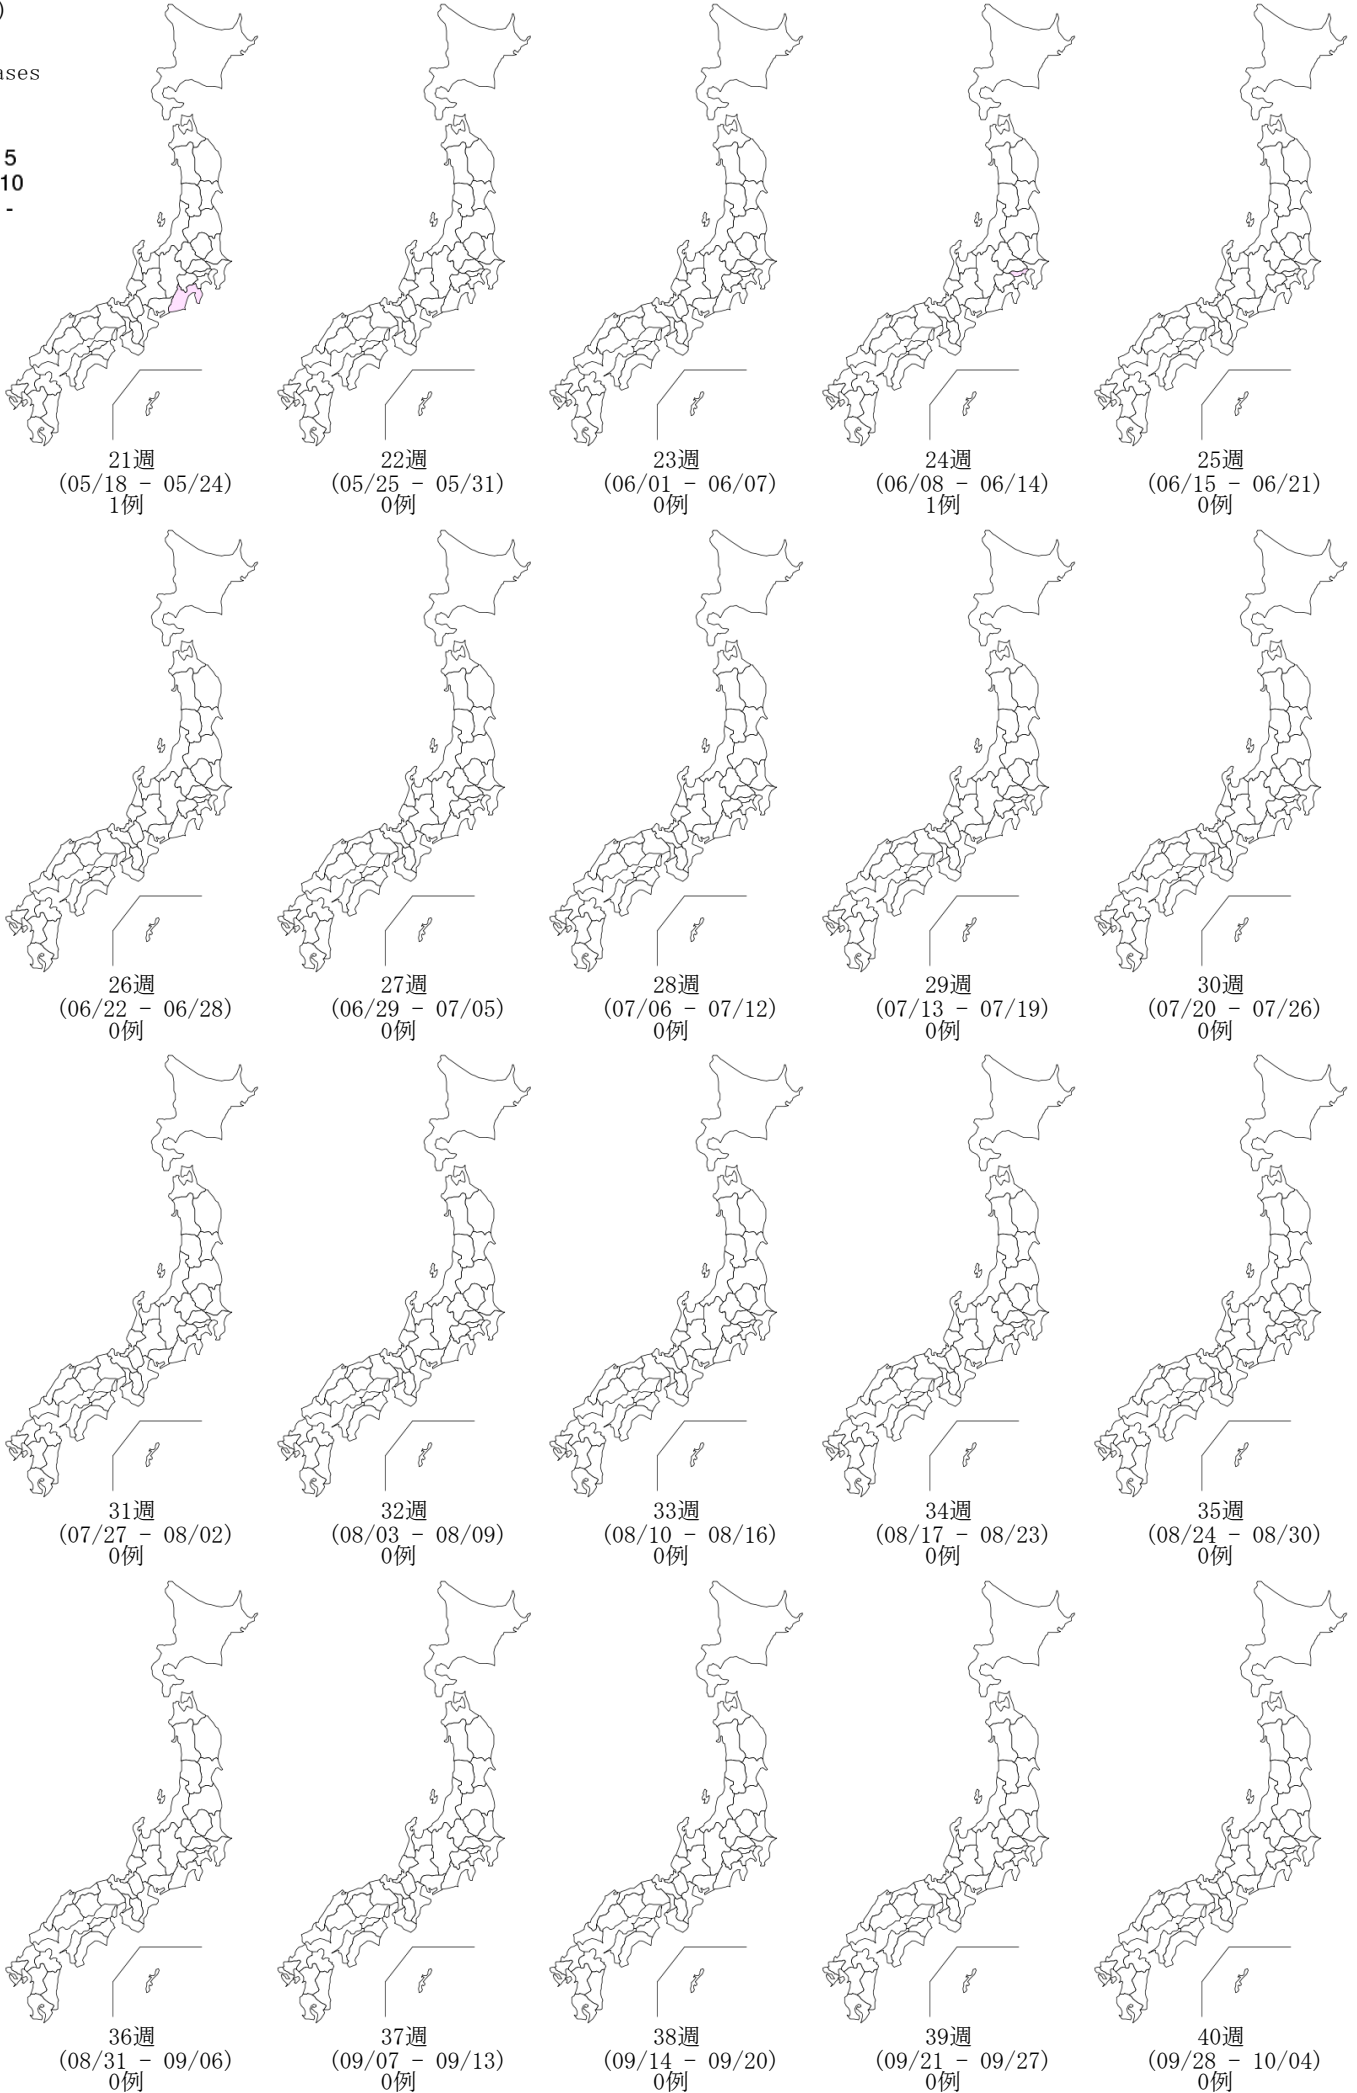 )
ases
5
10
-
21週
(05/18 - 05/24)
1例
22週
(05/25 - 05/31)
0例
23週
(06/01 - 06/07)
0例
24週
(06/08 - 06/14)
1例
25週
(06/15 - 06/21)
0例
26週
(06/22 - 06/28)
0例
27週
(06/29 - 07/05)
0例
28週
(07/06 - 07/12)
0例
29週
(07/13 - 07/19)
0例
30週
(07/20 - 07/26)
0例
31週
(07/27 - 08/02)
0例
32週
(08/03 - 08/09)
0例
33週
(08/10 - 08/16)
0例
34週
(08/17 - 08/23)
0例
35週
(08/24 - 08/30)
0例
36週
(08/31 - 09/06)
0例
37週
(09/07 - 09/13)
0例
38週
(09/14 - 09/20)
0例
39週
(09/21 - 09/27)
0例
40週
(09/28 - 10/04)
0例